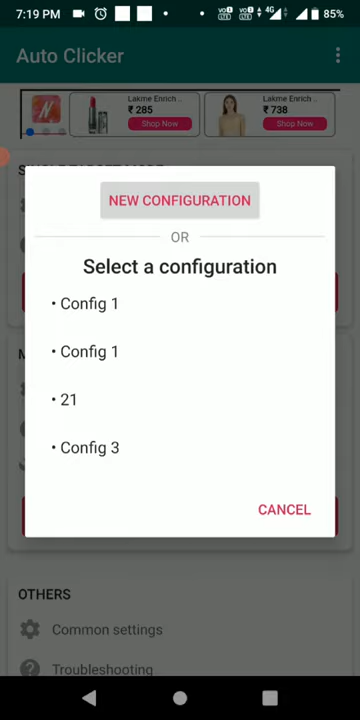 7:19 PM
4G
85%
Auto Clicker
Lakme Enrich ..
₹ 285
Shop Now
Lakme Enrich ...
₹ 738
Shop Now
NEW CONFIGURATION
OR
Select a configuration
• Config 1
• Config 1
• 21
• Config 3
CANCEL
OTHERS
Common settings
Troubleshooting